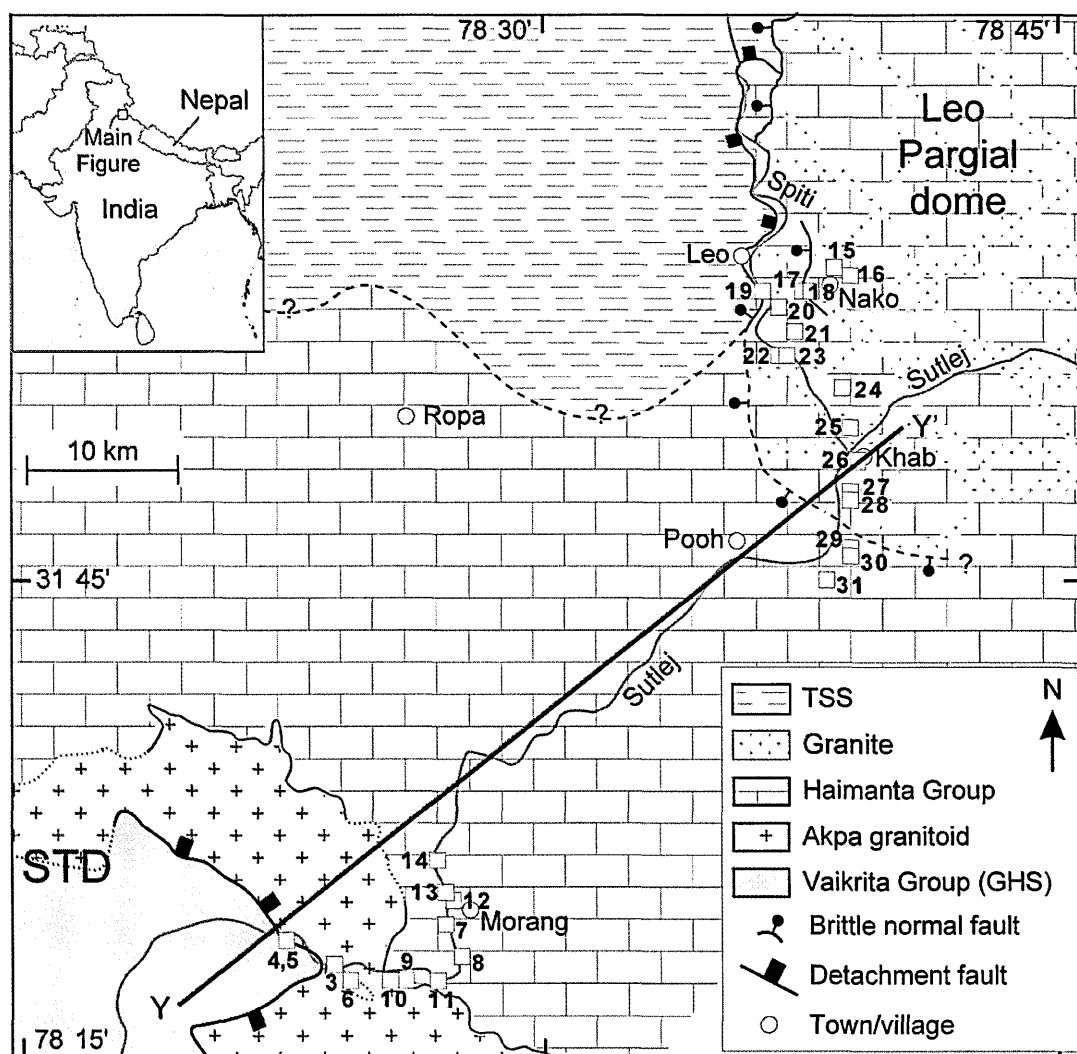 78 30'
78 45'
Nepal
Main
Figure
India
Leo
Pargial
dome
Spiti
Leo
15
16
17
18
19
Nako
20
21
22
23
?
Sutlej
24
Ropa
?
25
Y'
10 km
26
Khab
27
28
Pooh
29
30
?
31 45'
31
Sutlej
TSS
N
Granite
Haimanta Group
Akpa granitoid
Vaikrita Group (GHS)
Brittle normal fault
Detachment fault
Town/village
STD
14
13
12
Morang
7
4,5
8
3
9
6
10
11
Y
78 15'